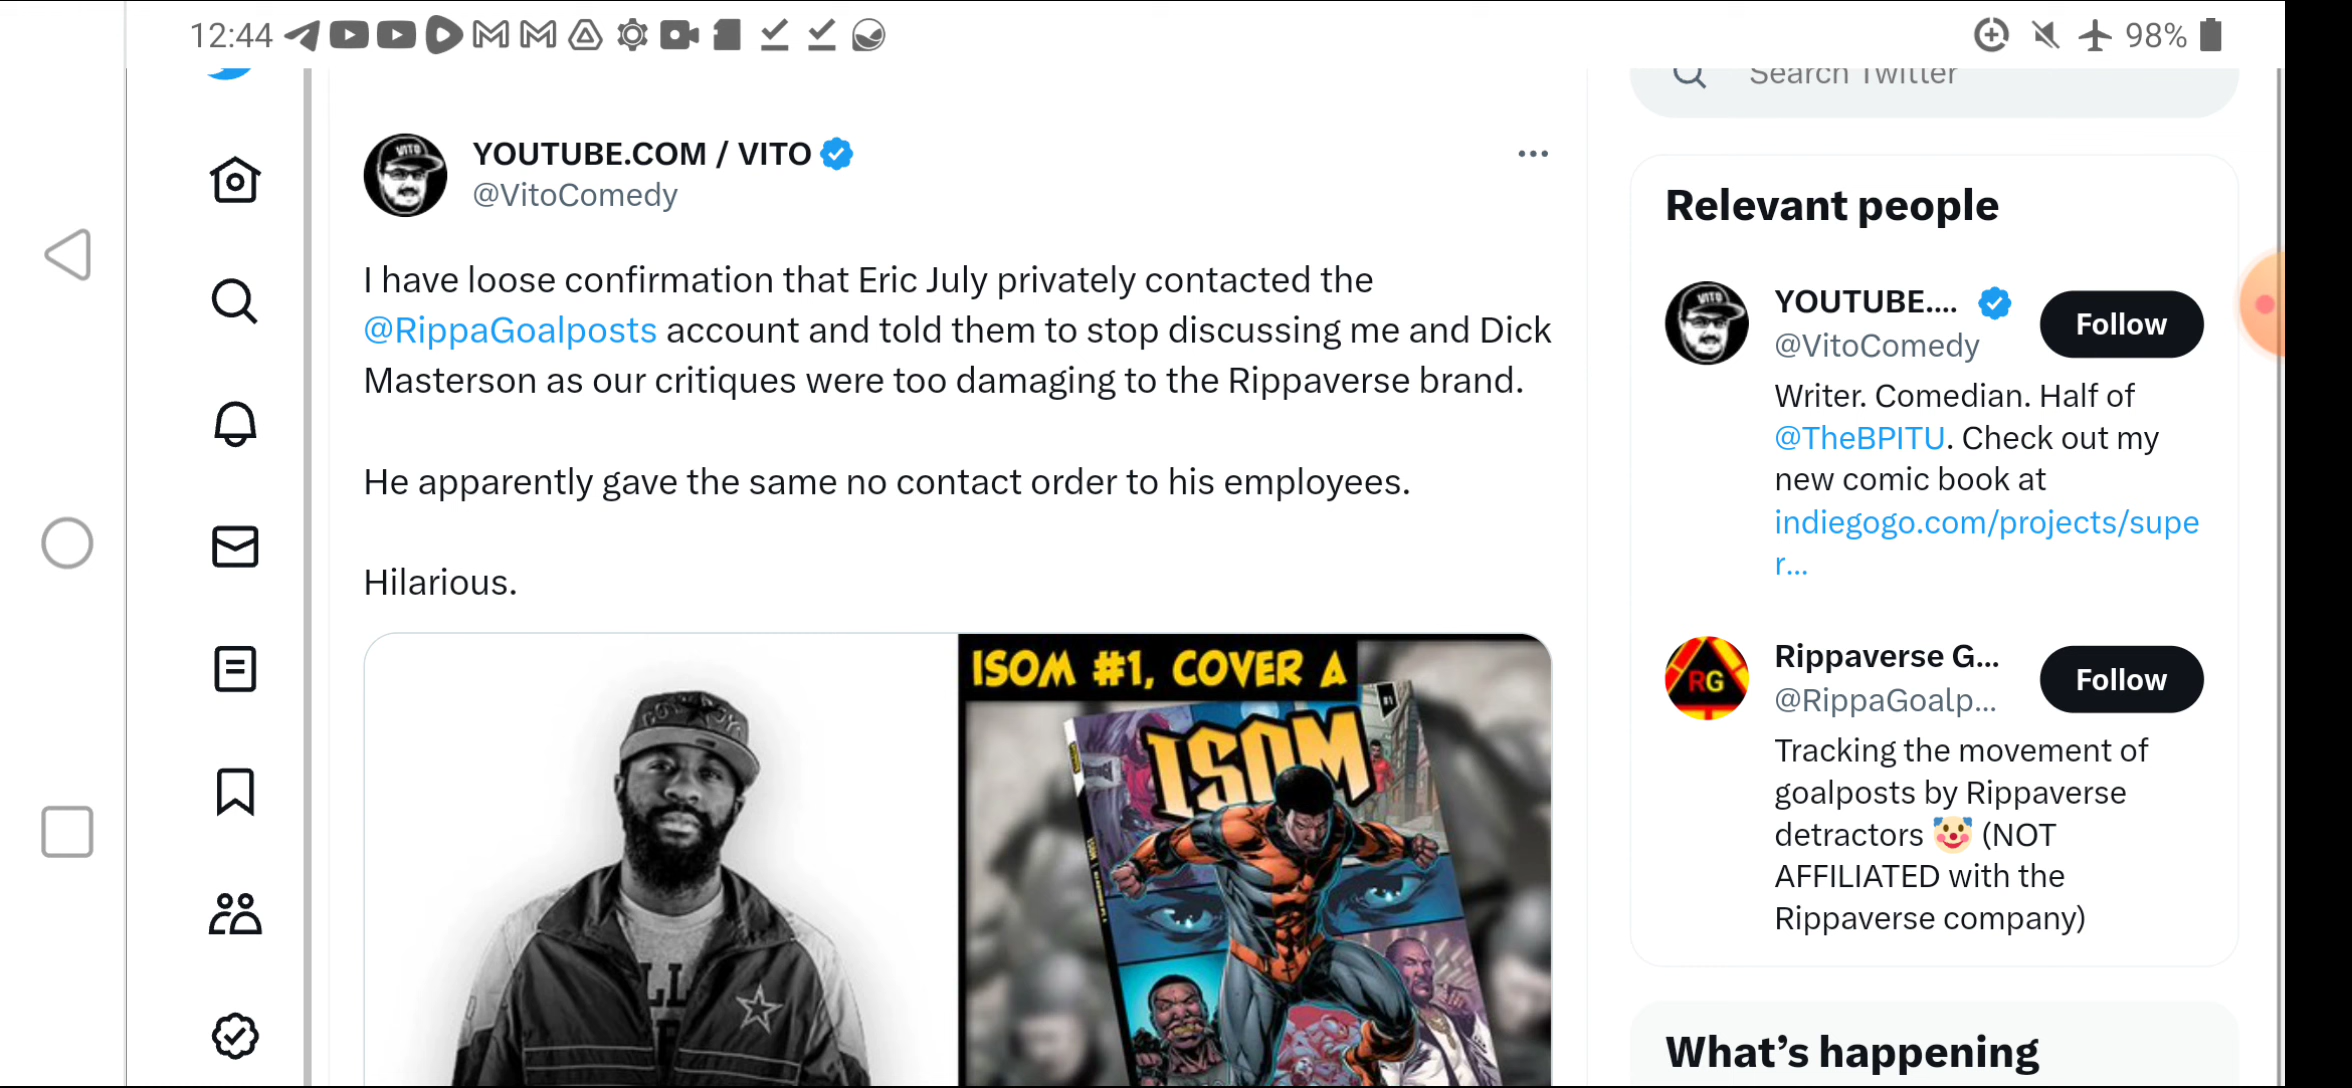 12:44
98%
Search Twitter
YOUTUBE.COM / VITO
@VitoComedy
I have loose confirmation that Eric July privately contacted the
@RippaGoalposts account and told them to stop discussing me and Dick
Masterson as our critiques were too damaging to the Rippaverse brand.
He apparently gave the same no contact order to his employees.
Hilarious.
ISOM #1, COVER A
ISOM
Relevant people
VITO
YOUTUBE....
Follow
@VitoComedy
Writer. Comedian. Half of
@TheBPITU. Check out my
new comic book at
indiegogo.com/projects/supe
r...
RG
Rippaverse G...
Follow
@RippaGoalp...
Tracking the movement of
goalposts by Rippaverse
detractors 🤡 (NOT
AFFILIATED with the
Rippaverse company)
What's happening